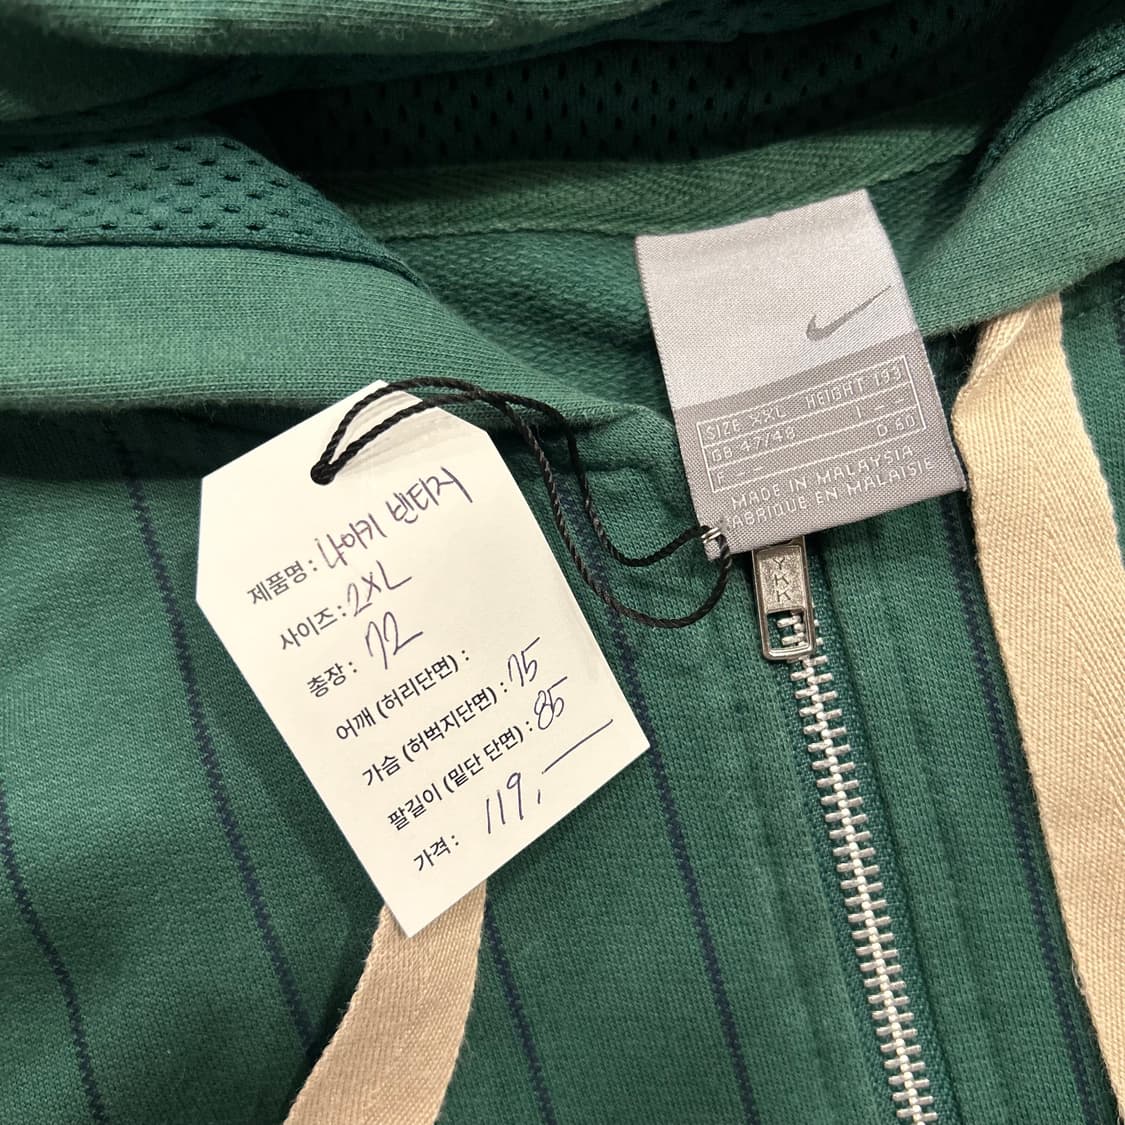 SIZE XXL HEIGHT 193
GB 47/48 I - -
F - - D 60
MADE IN MALAYSIA
FABRIQUE EN MALAISIE
YKK
제품명 : 나이키 빈티지
사이즈 : 2XL
총장 : 72
어깨 (허리단면) :
가슴 (허벅지단면) : 75
팔길이 (밑단 단면) : 85
가격 : 119,—